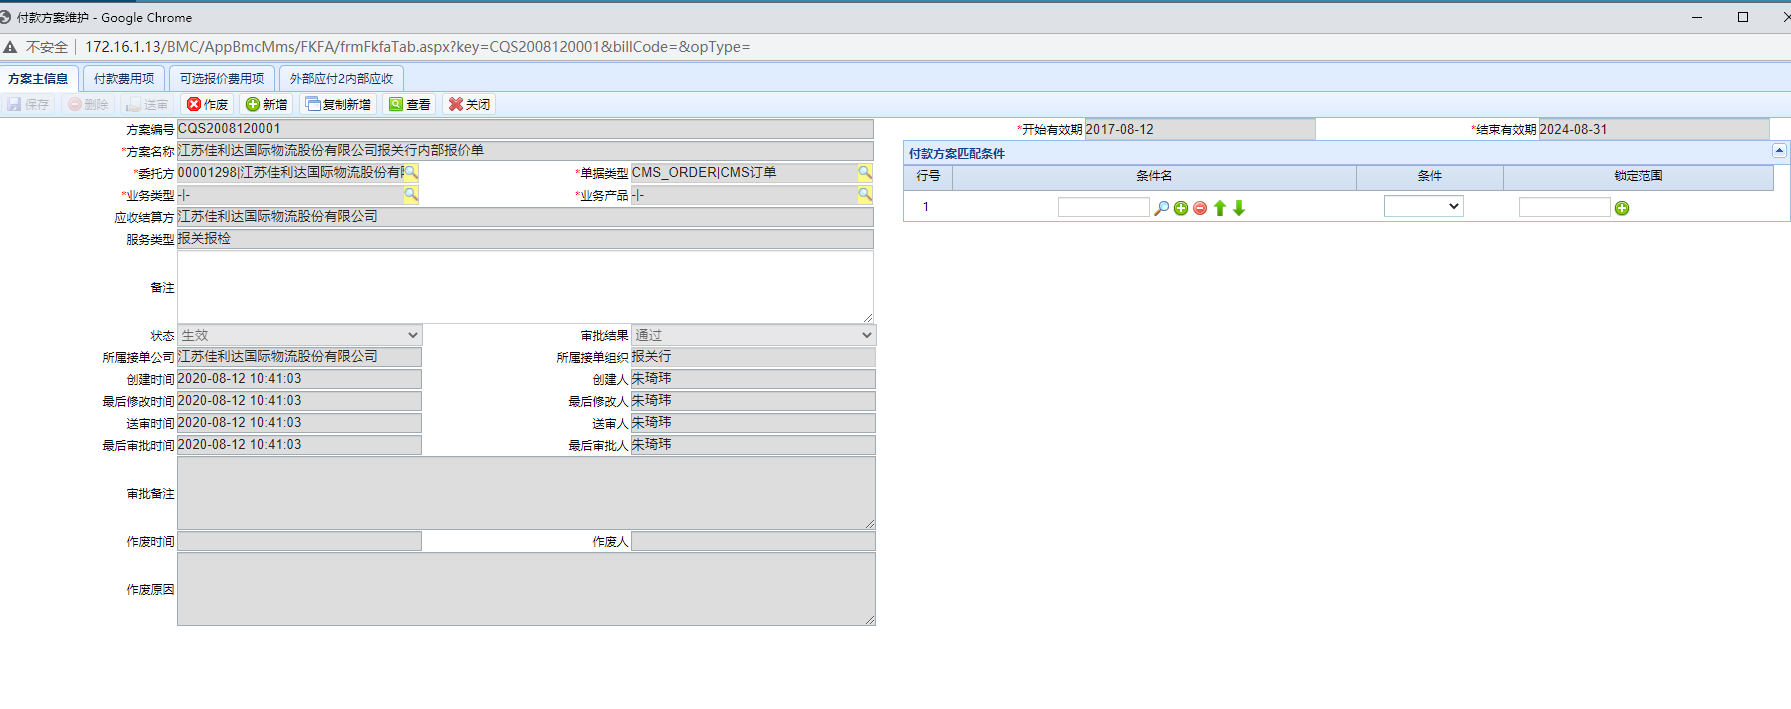 付款方案维护 - Google Chrome
不安全 172.16.1.13/BMC/AppBmcMms/FKFA/frmFkfaTab.aspx?key=CQS2008120001&billCode=&opType=
方案主信息 付款费用项 可选报价费用项 外部应付2内部应收
保存 删除 送审 作废 新增 复制新增 查看 关闭
方案编号 CQS2008120001 *开始有效期 2017-08-12 *结束有效期 2024-08-31
*方案名称 江苏佳利达国际物流股份有限公司报关行内部报价单 付款方案匹配条件
*委托方 00001298|江苏佳利达国际物流股份有 *单据类型 CMS_ORDER|CMS订单 行号 条件名 条件 锁定范围
*业务类型 -|- *业务产品 -|-
应收结算方 江苏佳利达国际物流股份有限公司 1
服务类型 报关报检
备注
状态 生效 审批结果 通过
所属接单公司 江苏佳利达国际物流股份有限公司 所属接单组织 报关行
创建时间 2020-08-12 10:41:03 创建人 朱琦玮
最后修改时间 2020-08-12 10:41:03 最后修改人 朱琦玮
送审时间 2020-08-12 10:41:03 送审人 朱琦玮
最后审批时间 2020-08-12 10:41:03 最后审批人 朱琦玮
审批备注
作废时间 作废人
作废原因